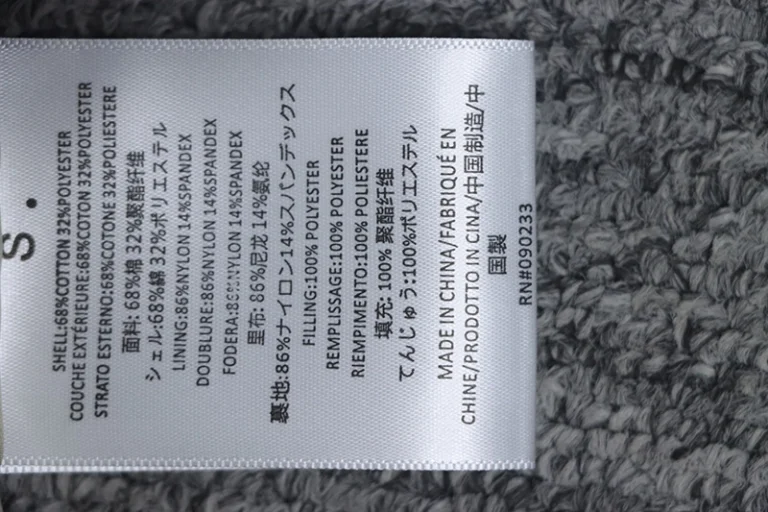 S.
SHELL:68%COTTON 32%POLYESTER
COUCHE EXTÉRIEURE:68%COTON 32%POLYESTER
STRATO ESTERNO:68%COTONE 32%POLIESTERE
面料: 68%棉 32%聚酯纤维
シェル:68%綿 32%ポリエステル
LINING:86%NYLON 14%SPANDEX
DOUBLURE:86%NYLON 14%SPANDEX
FODERA:86%NYLON 14%SPANDEX
里布: 86%尼龙 14%氨纶
裏地:86%ナイロン14%スパンデックス
FILLING:100% POLYESTER
REMPLISSAGE:100% POLYESTER
RIEMPIMENTO:100% POLIESTERE
填充: 100% 聚酯纤维
てんじゅう:100%ポリエステル
MADE IN CHINA/FABRIQUÉ EN
CHINE/PRODOTTO IN CINA/中国制造/中
国製
RN#090233